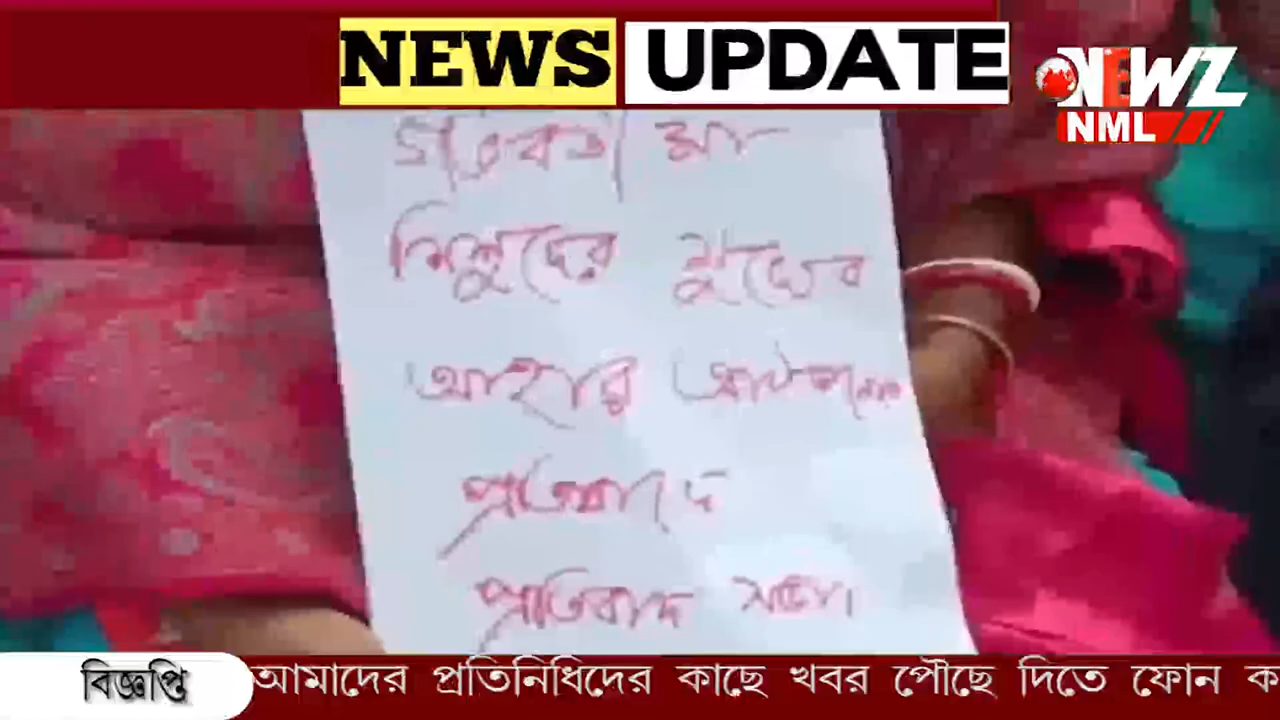 NEWS UPDATE
NEWZ
NML
গর্ভবতী মা
শিশুদের মুখের
আহার
প্রতিবাদে
প্রতিবাদ সভা।
বিজ্ঞপ্তি
আমাদের প্রতিনিধিদের কাছে খবর পৌছে দিতে ফোন ক